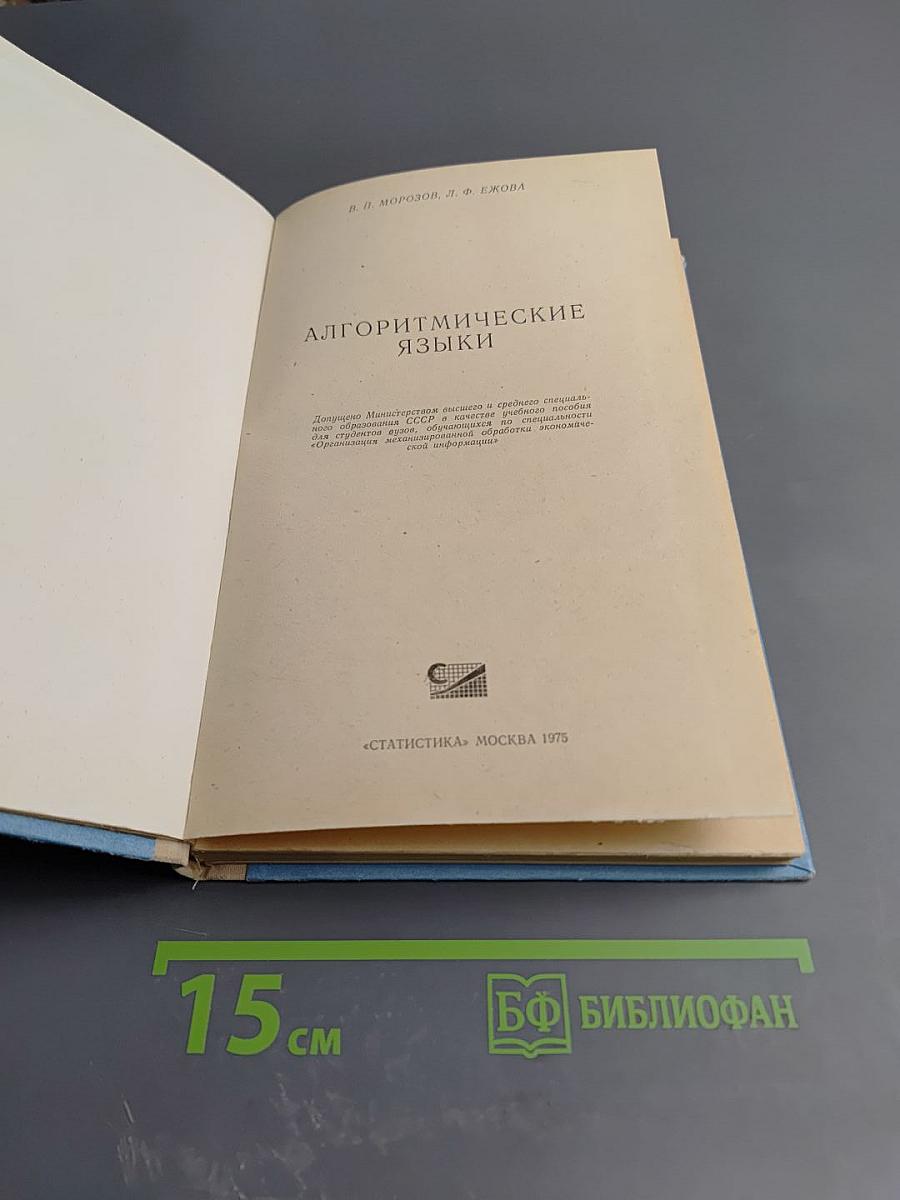 В. П. МОРОЗОВ, Л. Ф. ЕЖОВА
АЛГОРИТМИЧЕСКИЕ
ЯЗЫКИ
Допущено Министерством высшего и среднего специаль-
ного образования СССР в качестве учебного пособия
для студентов вузов, обучающихся по специальности
«Организация механизированной обработки экономиче-
ской информации»
С
«СТАТИСТИКА» МОСКВА 1975
15 см
БФ БИБЛИОФАН